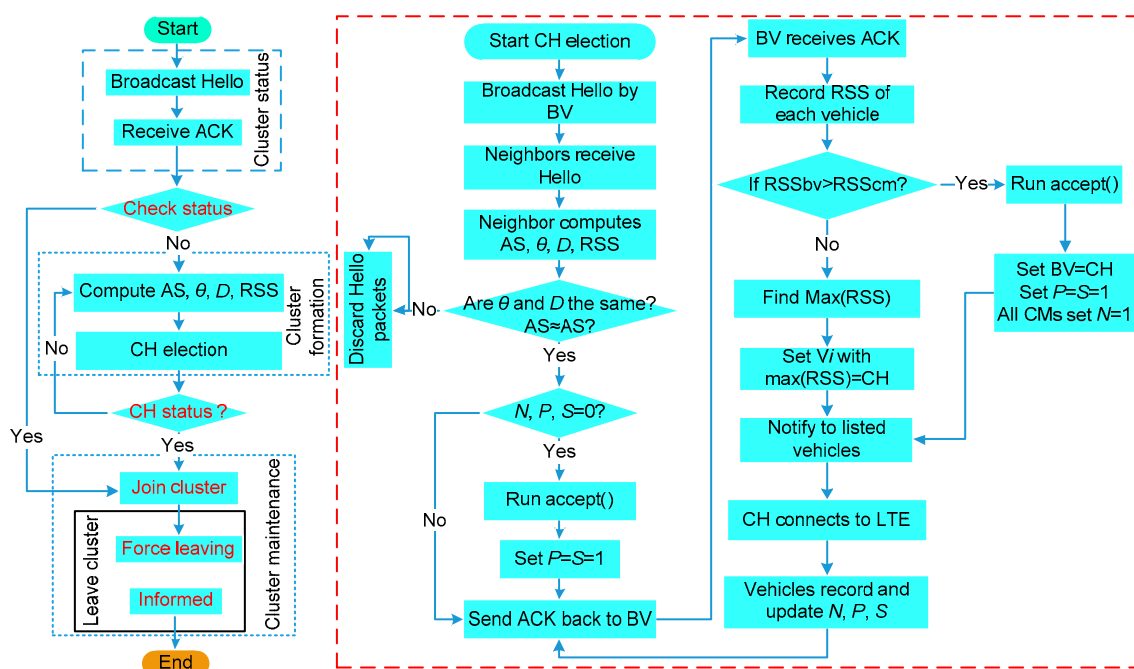 Start
Broadcast Hello
Receive ACK
Cluster status
Check status
No
Yes
Compute AS, θ, D, RSS
CH election
Cluster
formation
No
CH status ?
Yes
Join cluster
Force leaving
Informed
Leave cluster
Cluster maintenance
End
Start CH election
Broadcast Hello by
BV
Neighbors receive
Hello
Neighbor computes
AS, θ, D, RSS
Are θ and D the same?
AS≈AS?
No
Discard Hello
packets
Yes
N, P, S=0?
Yes
No
Run accept()
Set P=S=1
Send ACK back to BV
BV receives ACK
Record RSS of
each vehicle
If RSSbv>RSScm?
Yes
Run accept()
Set BV=CH
Set P=S=1
All CMs set N=1
No
Find Max(RSS)
Set Vi with
max(RSS)=CH
Notify to listed
vehicles
CH connects to LTE
Vehicles record and
update N, P, S